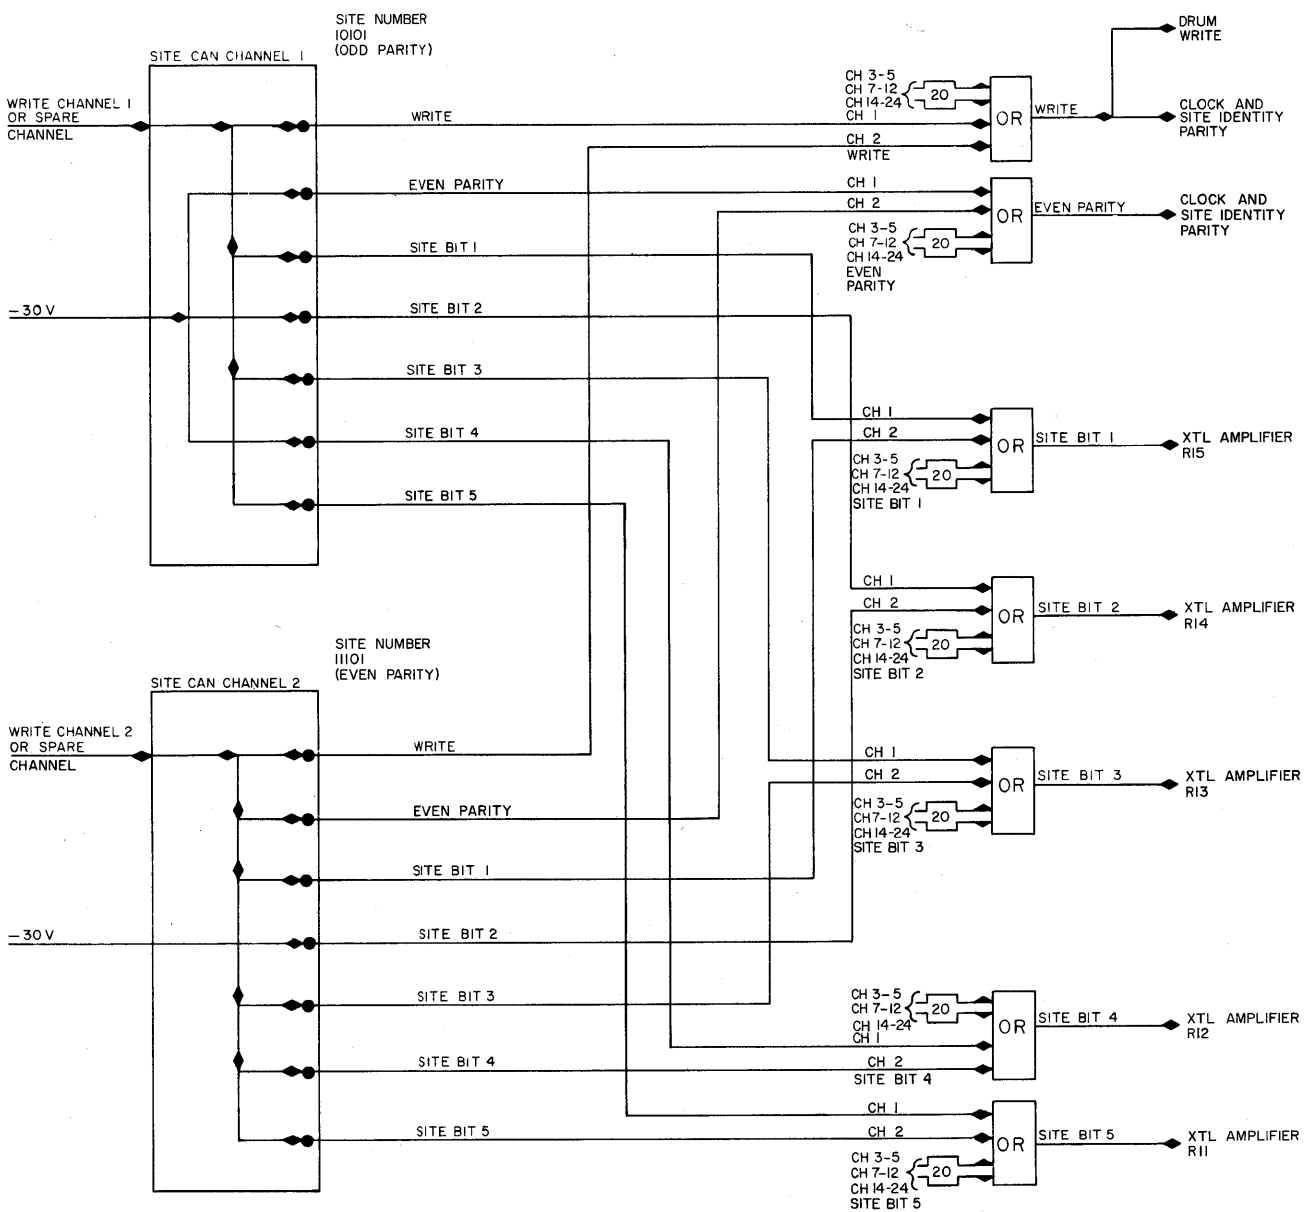 SITE NUMBER
10101
(ODD PARITY)
SITE CAN CHANNEL 1
WRITE CHANNEL 1
OR SPARE
CHANNEL
WRITE
EVEN PARITY
SITE BIT 1
-30 V
SITE BIT 2
SITE BIT 3
SITE BIT 4
SITE BIT 5
SITE NUMBER
11101
(EVEN PARITY)
SITE CAN CHANNEL 2
WRITE CHANNEL 2
OR SPARE
CHANNEL
WRITE
EVEN PARITY
SITE BIT 1
-30 V
SITE BIT 2
SITE BIT 3
SITE BIT 4
SITE BIT 5
CH 3-5
CH 7-12
CH 14-24
20
CH 1
CH 2
WRITE
OR
WRITE
DRUM
WRITE
CLOCK AND
SITE IDENTITY
PARITY
CH 1
CH 2
CH 3-5
CH 7-12
CH 14-24
EVEN
PARITY
20
OR
EVEN PARITY
CLOCK AND
SITE IDENTITY
PARITY
CH 1
CH 2
CH 3-5
CH 7-12
CH 14-24
SITE BIT 1
20
OR
SITE BIT 1
XTL AMPLIFIER
R15
CH 1
CH 2
CH 3-5
CH 7-12
CH 14-24
SITE BIT 2
20
OR
SITE BIT 2
XTL AMPLIFIER
R14
CH 1
CH 2
CH 3-5
CH 7-12
CH 14-24
SITE BIT 3
20
OR
SITE BIT 3
XTL AMPLIFIER
R13
CH 3-5
CH 7-12
CH 14-24
20
CH 1
CH 2
SITE BIT 4
OR
SITE BIT 4
XTL AMPLIFIER
R12
CH 1
CH 2
CH 3-5
CH 7-12
CH 14-24
SITE BIT 5
20
OR
SITE BIT 5
XTL AMPLIFIER
R11